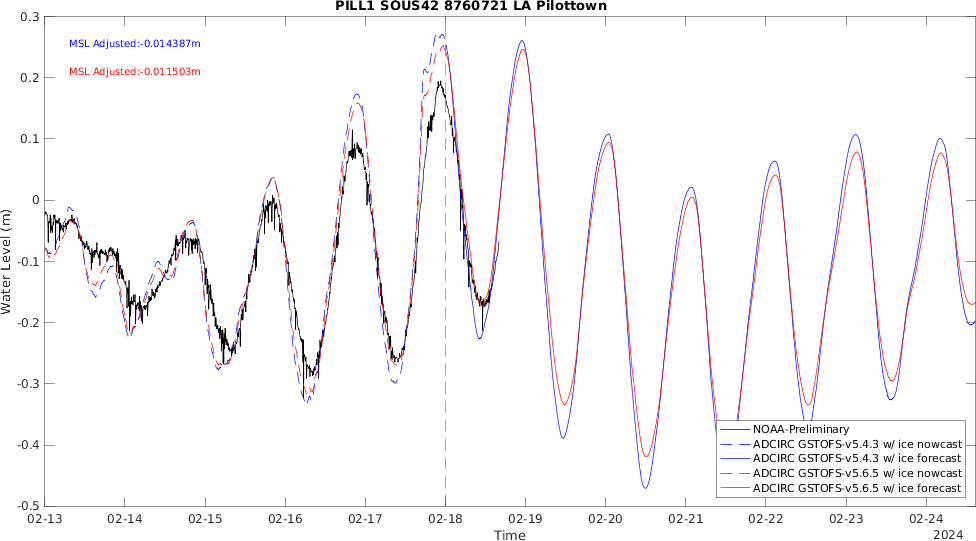 PILL1 SOUS42 8760721 LA Pilottown
MSL Adjusted:-0.014387m
MSL Adjusted:-0.011503m
0.3
0.2
0.1
0
-0.1
-0.2
-0.3
-0.4
-0.5
Water Level (m)
NOAA-Preliminary
ADCIRC GSTOFS-v5.4.3 w/ ice nowcast
ADCIRC GSTOFS-v5.4.3 w/ ice forecast
ADCIRC GSTOFS-v5.6.5 w/ ice nowcast
ADCIRC GSTOFS-v5.6.5 w/ ice forecast
02-13 02-14 02-15 02-16 02-17 02-18 02-19 02-20 02-21 02-22 02-23 02-24
Time
2024